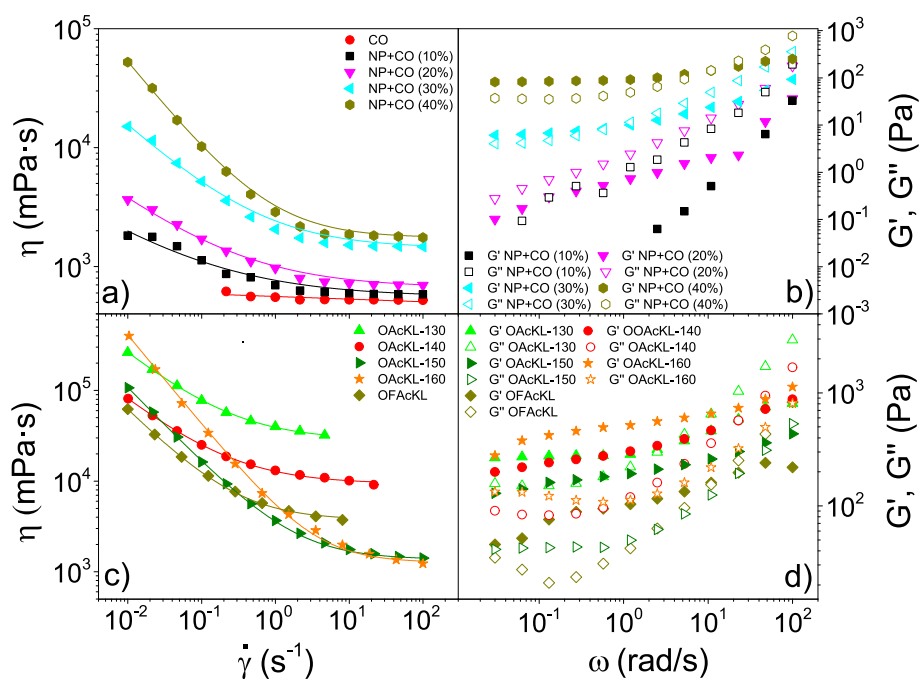 10^5
10^4
10^3
η (mPa·s)
CO
NP+CO (10%)
NP+CO (20%)
NP+CO (30%)
NP+CO (40%)
a)
10^3
10^2
10^1
10^0
10^-1
10^-2
10^-3
G', G'' (Pa)
G' NP+CO (10%) G' NP+CO (20%)
G'' NP+CO (10%) G'' NP+CO (20%)
G' NP+CO (30%) G' NP+CO (40%)
G'' NP+CO (30%) G'' NP+CO (40%)
b)
10^5
10^4
10^3
η (mPa·s)
OAcKL-130
OAcKL-140
OAcKL-150
OAcKL-160
OFAcKL
c)
10^-2 10^-1 10^0 10^1 10^2
γ̇ (s^-1)
G' OAcKL-130 G' OOAcKL-140
G'' OAcKL-130 G'' OAcKL-140
G' OAcKL-150 G' OAcKL-160
G'' OAcKL-150 G'' OAcKL-160
G' OFAcKL
G'' OFAcKL
10^3
10^2
G', G'' (Pa)
d)
10^-1 10^0 10^1 10^2
ω (rad/s)